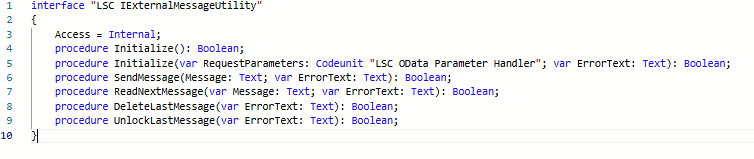 1 interface "LSC IExternalMessageUtility"
2 {
3 Access = Internal;
4 procedure Initialize(): Boolean;
5 procedure Initialize(var RequestParameters: Codeunit "LSC OData Parameter Handler"; var ErrorText: Text): Boolean;
6 procedure SendMessage(Message: Text; var ErrorText: Text): Boolean;
7 procedure ReadNextMessage(var Message: Text; var ErrorText: Text): Boolean;
8 procedure DeleteLastMessage(var ErrorText: Text): Boolean;
9 procedure UnlockLastMessage(var ErrorText: Text): Boolean;
10 }